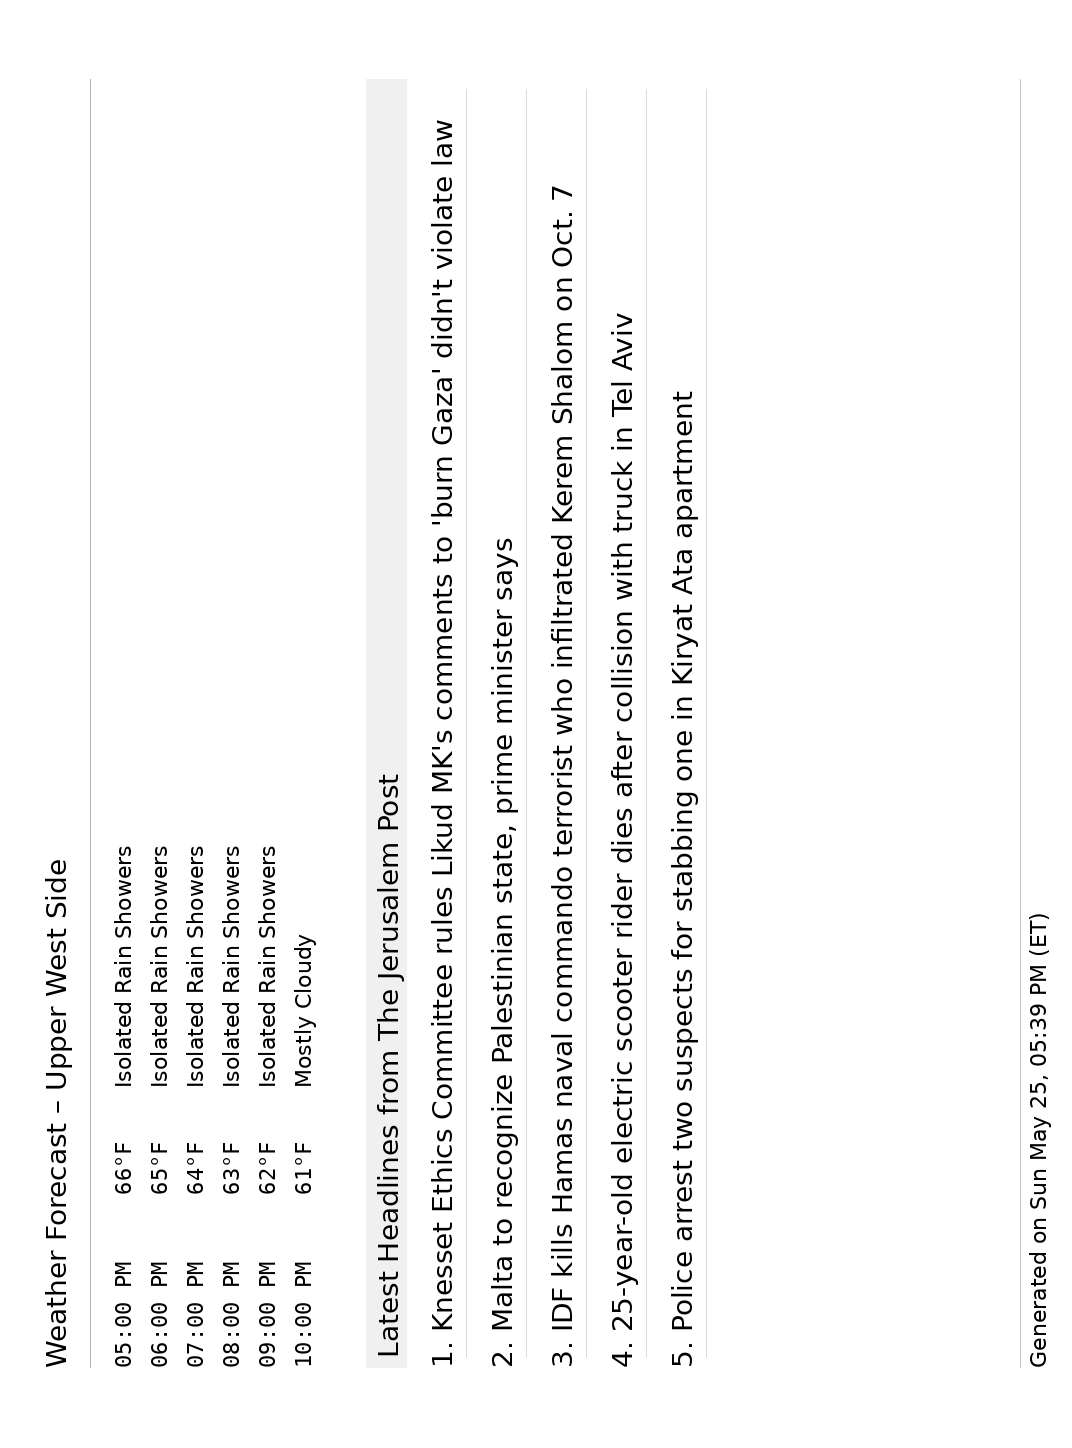 Weather Forecast – Upper West Side
05:00 PM 66°F Isolated Rain Showers
06:00 PM 65°F Isolated Rain Showers
07:00 PM 64°F Isolated Rain Showers
08:00 PM 63°F Isolated Rain Showers
09:00 PM 62°F Isolated Rain Showers
10:00 PM 61°F Mostly Cloudy
Latest Headlines from The Jerusalem Post
1. Knesset Ethics Committee rules Likud MK's comments to 'burn Gaza' didn't violate law
2. Malta to recognize Palestinian state, prime minister says
3. IDF kills Hamas naval commando terrorist who infiltrated Kerem Shalom on Oct. 7
4. 25-year-old electric scooter rider dies after collision with truck in Tel Aviv
5. Police arrest two suspects for stabbing one in Kiryat Ata apartment
Generated on Sun May 25, 05:39 PM (ET)